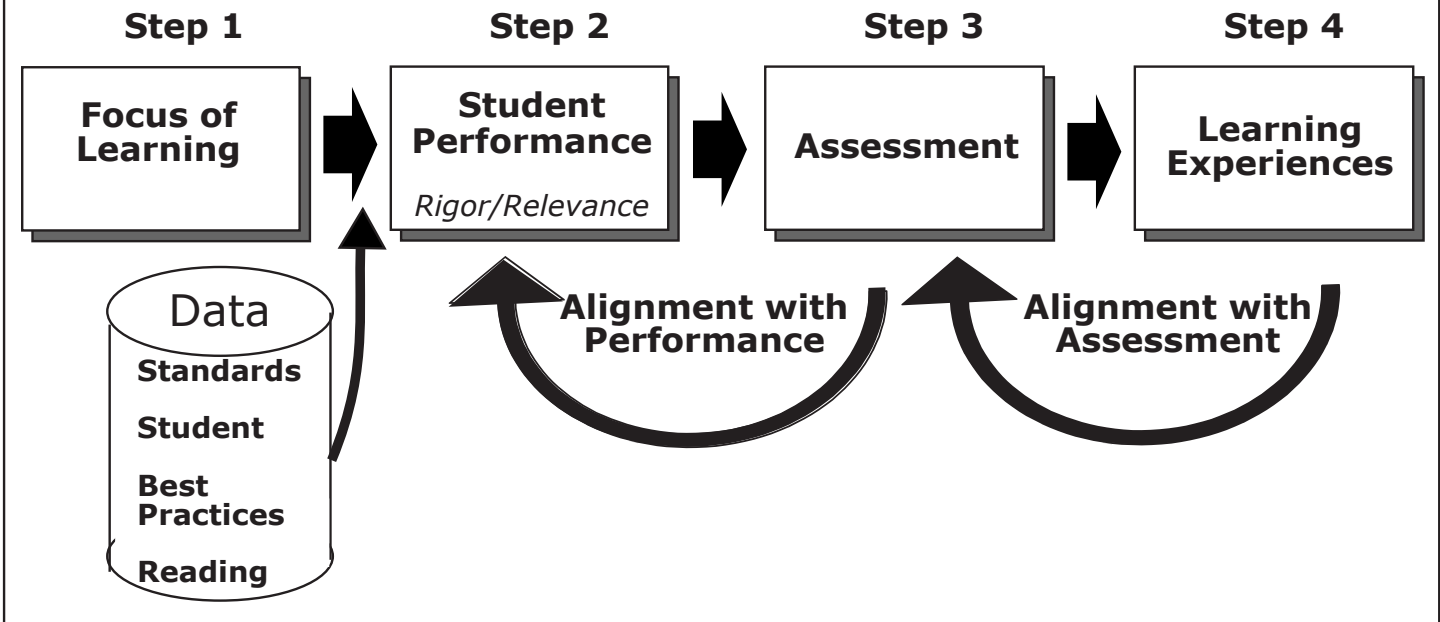 Step 1
Step 2
Step 3
Step 4
Focus of
Learning
Student
Performance
Rigor/Relevance
Assessment
Learning
Experiences
Data
Standards
Student
Best
Practices
Reading
Alignment with
Performance
Alignment with
Assessment